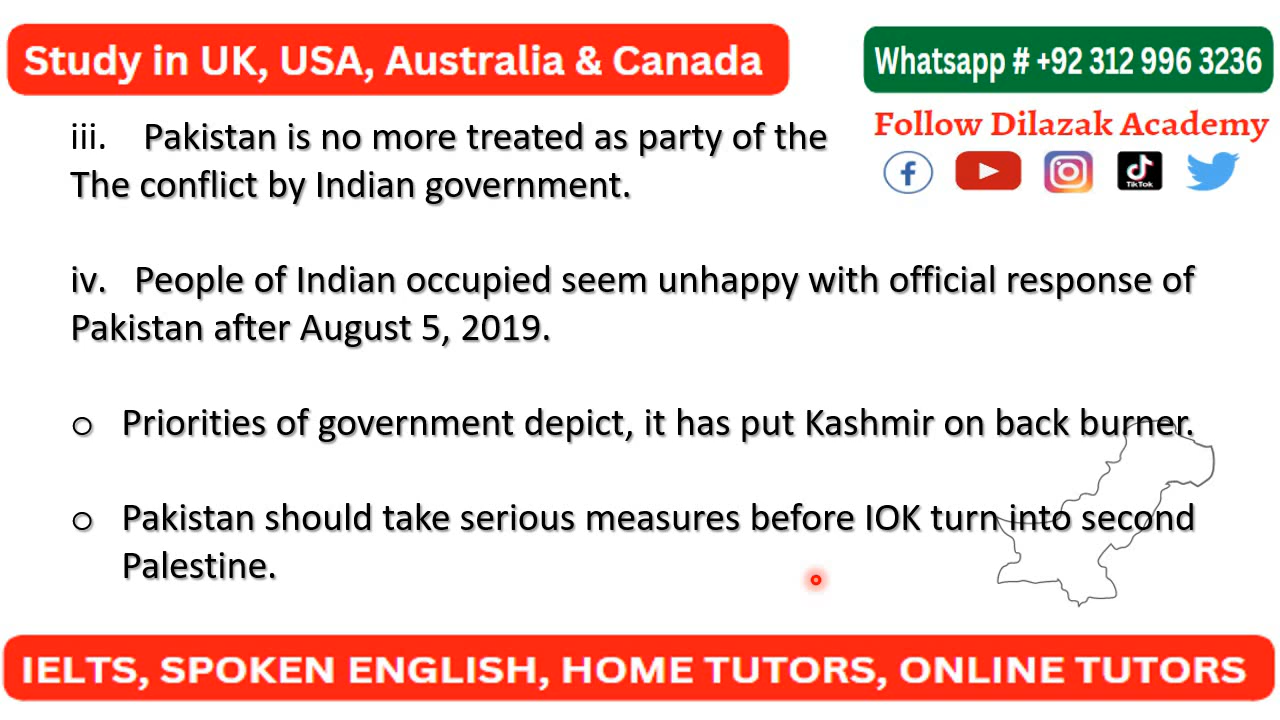 Study in UK, USA, Australia & Canada
Whatsapp # +92 312 996 3236
Follow Dilazak Academy
TikTok
iii. Pakistan is no more treated as party of the
The conflict by Indian government.
iv. People of Indian occupied seem unhappy with official response of
Pakistan after August 5, 2019.
o Priorities of government depict, it has put Kashmir on back burner.
o Pakistan should take serious measures before IOK turn into second
Palestine.
IELTS, SPOKEN ENGLISH, HOME TUTORS, ONLINE TUTORS